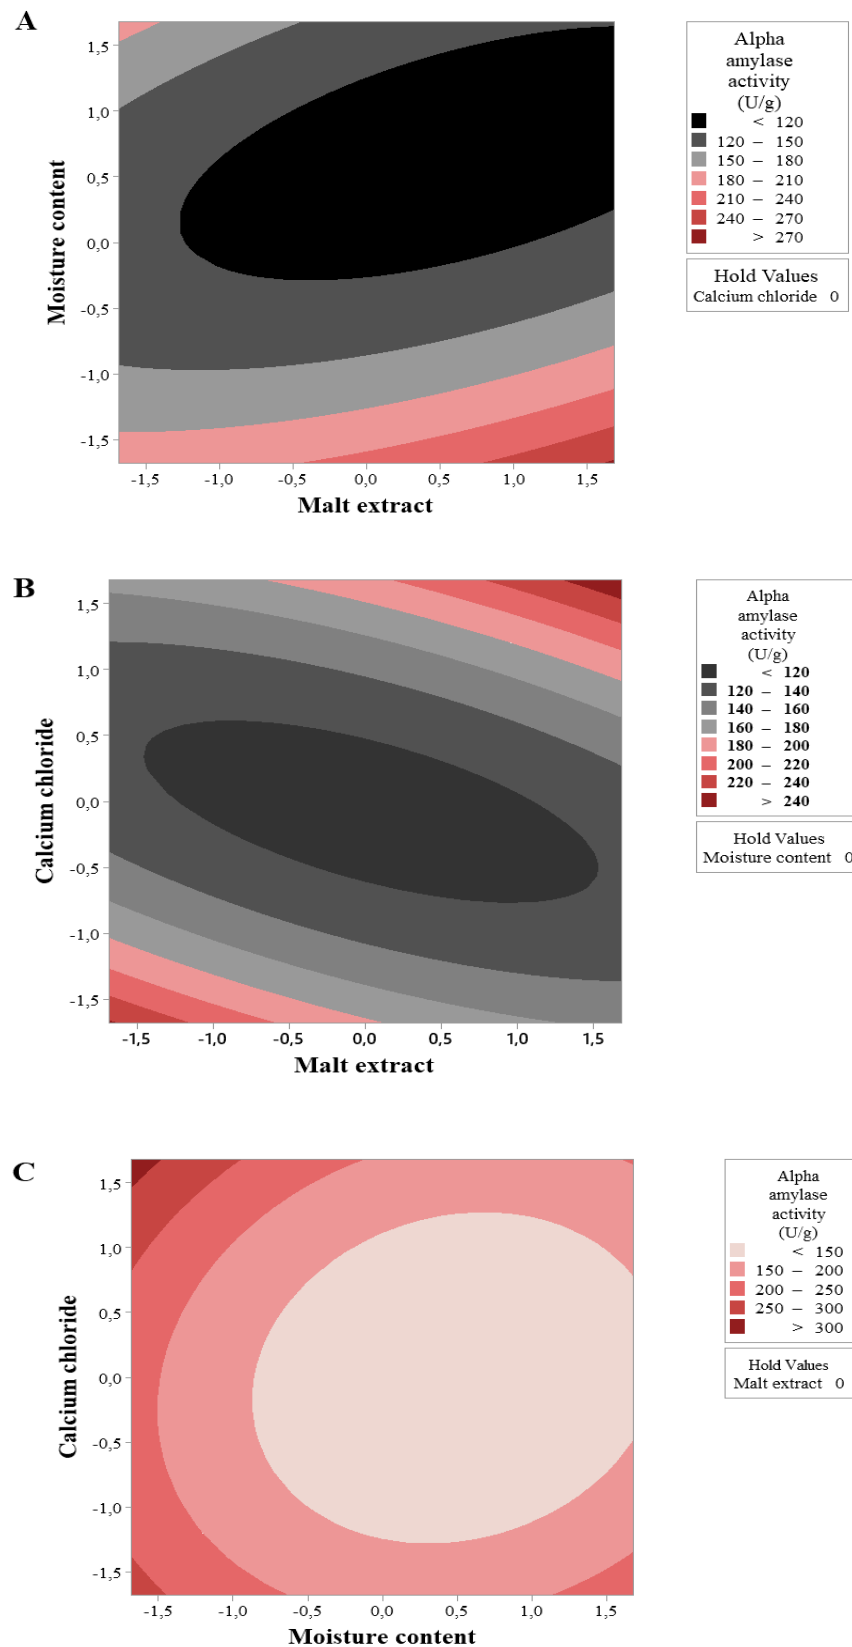 A
1,5
1,0
0,5
0,0
-0,5
-1,0
-1,5
Moisture content
-1,5 -1,0 -0,5 0,0 0,5 1,0 1,5
Malt extract
Alpha
amylase
activity
(U/g)
< 120
120 – 150
150 – 180
180 – 210
210 – 240
240 – 270
> 270
Hold Values
Calcium chloride 0
B
1,5
1,0
0,5
0,0
-0,5
-1,0
-1,5
Calcium chloride
-1,5 -1,0 -0,5 0,0 0,5 1,0 1,5
Malt extract
Alpha
amylase
activity
(U/g)
< 120
120 – 140
140 – 160
160 – 180
180 – 200
200 – 220
220 – 240
> 240
Hold Values
Moisture content 0
C
1,5
1,0
0,5
0,0
-0,5
-1,0
-1,5
Calcium chloride
-1,5 -1,0 -0,5 0,0 0,5 1,0 1,5
Moisture content
Alpha
amylase
activity
(U/g)
< 150
150 – 200
200 – 250
250 – 300
> 300
Hold Values
Malt extract 0